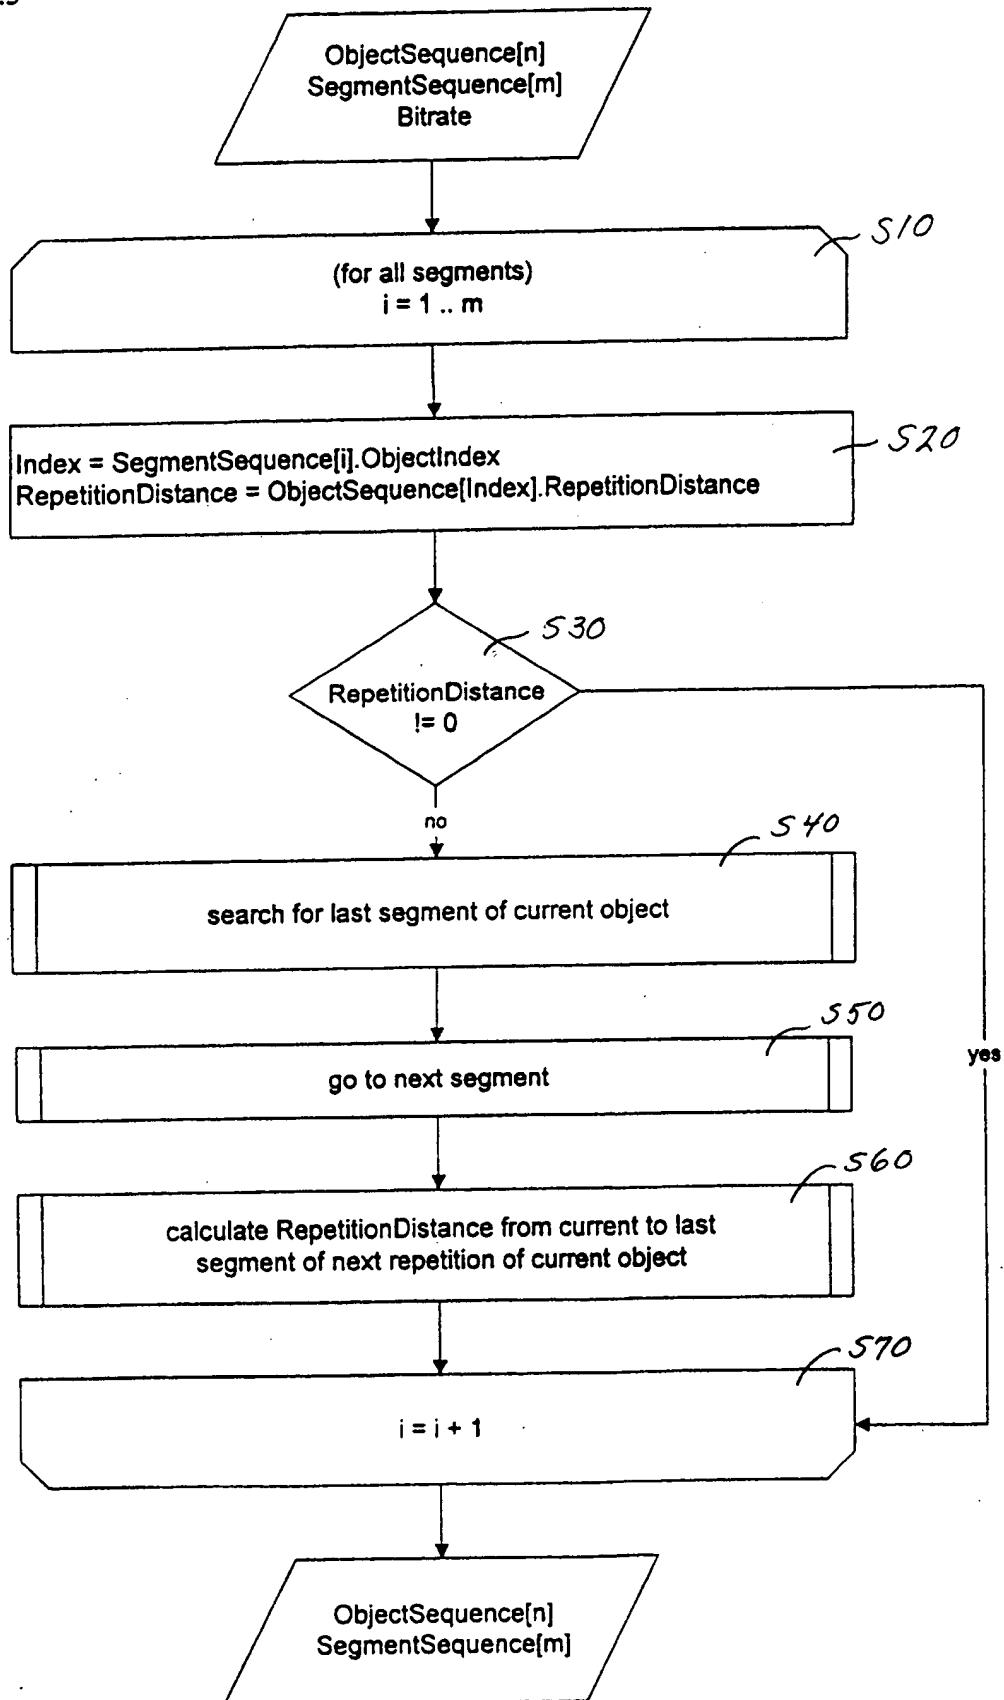 ObjectSequence[n]
SegmentSequence[m]
Bitrate
S10
(for all segments)
i = 1 .. m
S20
Index = SegmentSequence[i].ObjectIndex
RepetitionDistance = ObjectSequence[Index].RepetitionDistance
S30
RepetitionDistance
!= 0
no
S40
search for last segment of current object
S50
go to next segment
yes
S60
calculate RepetitionDistance from current to last
segment of next repetition of current object
S70
i = i + 1
ObjectSequence[n]
SegmentSequence[m]